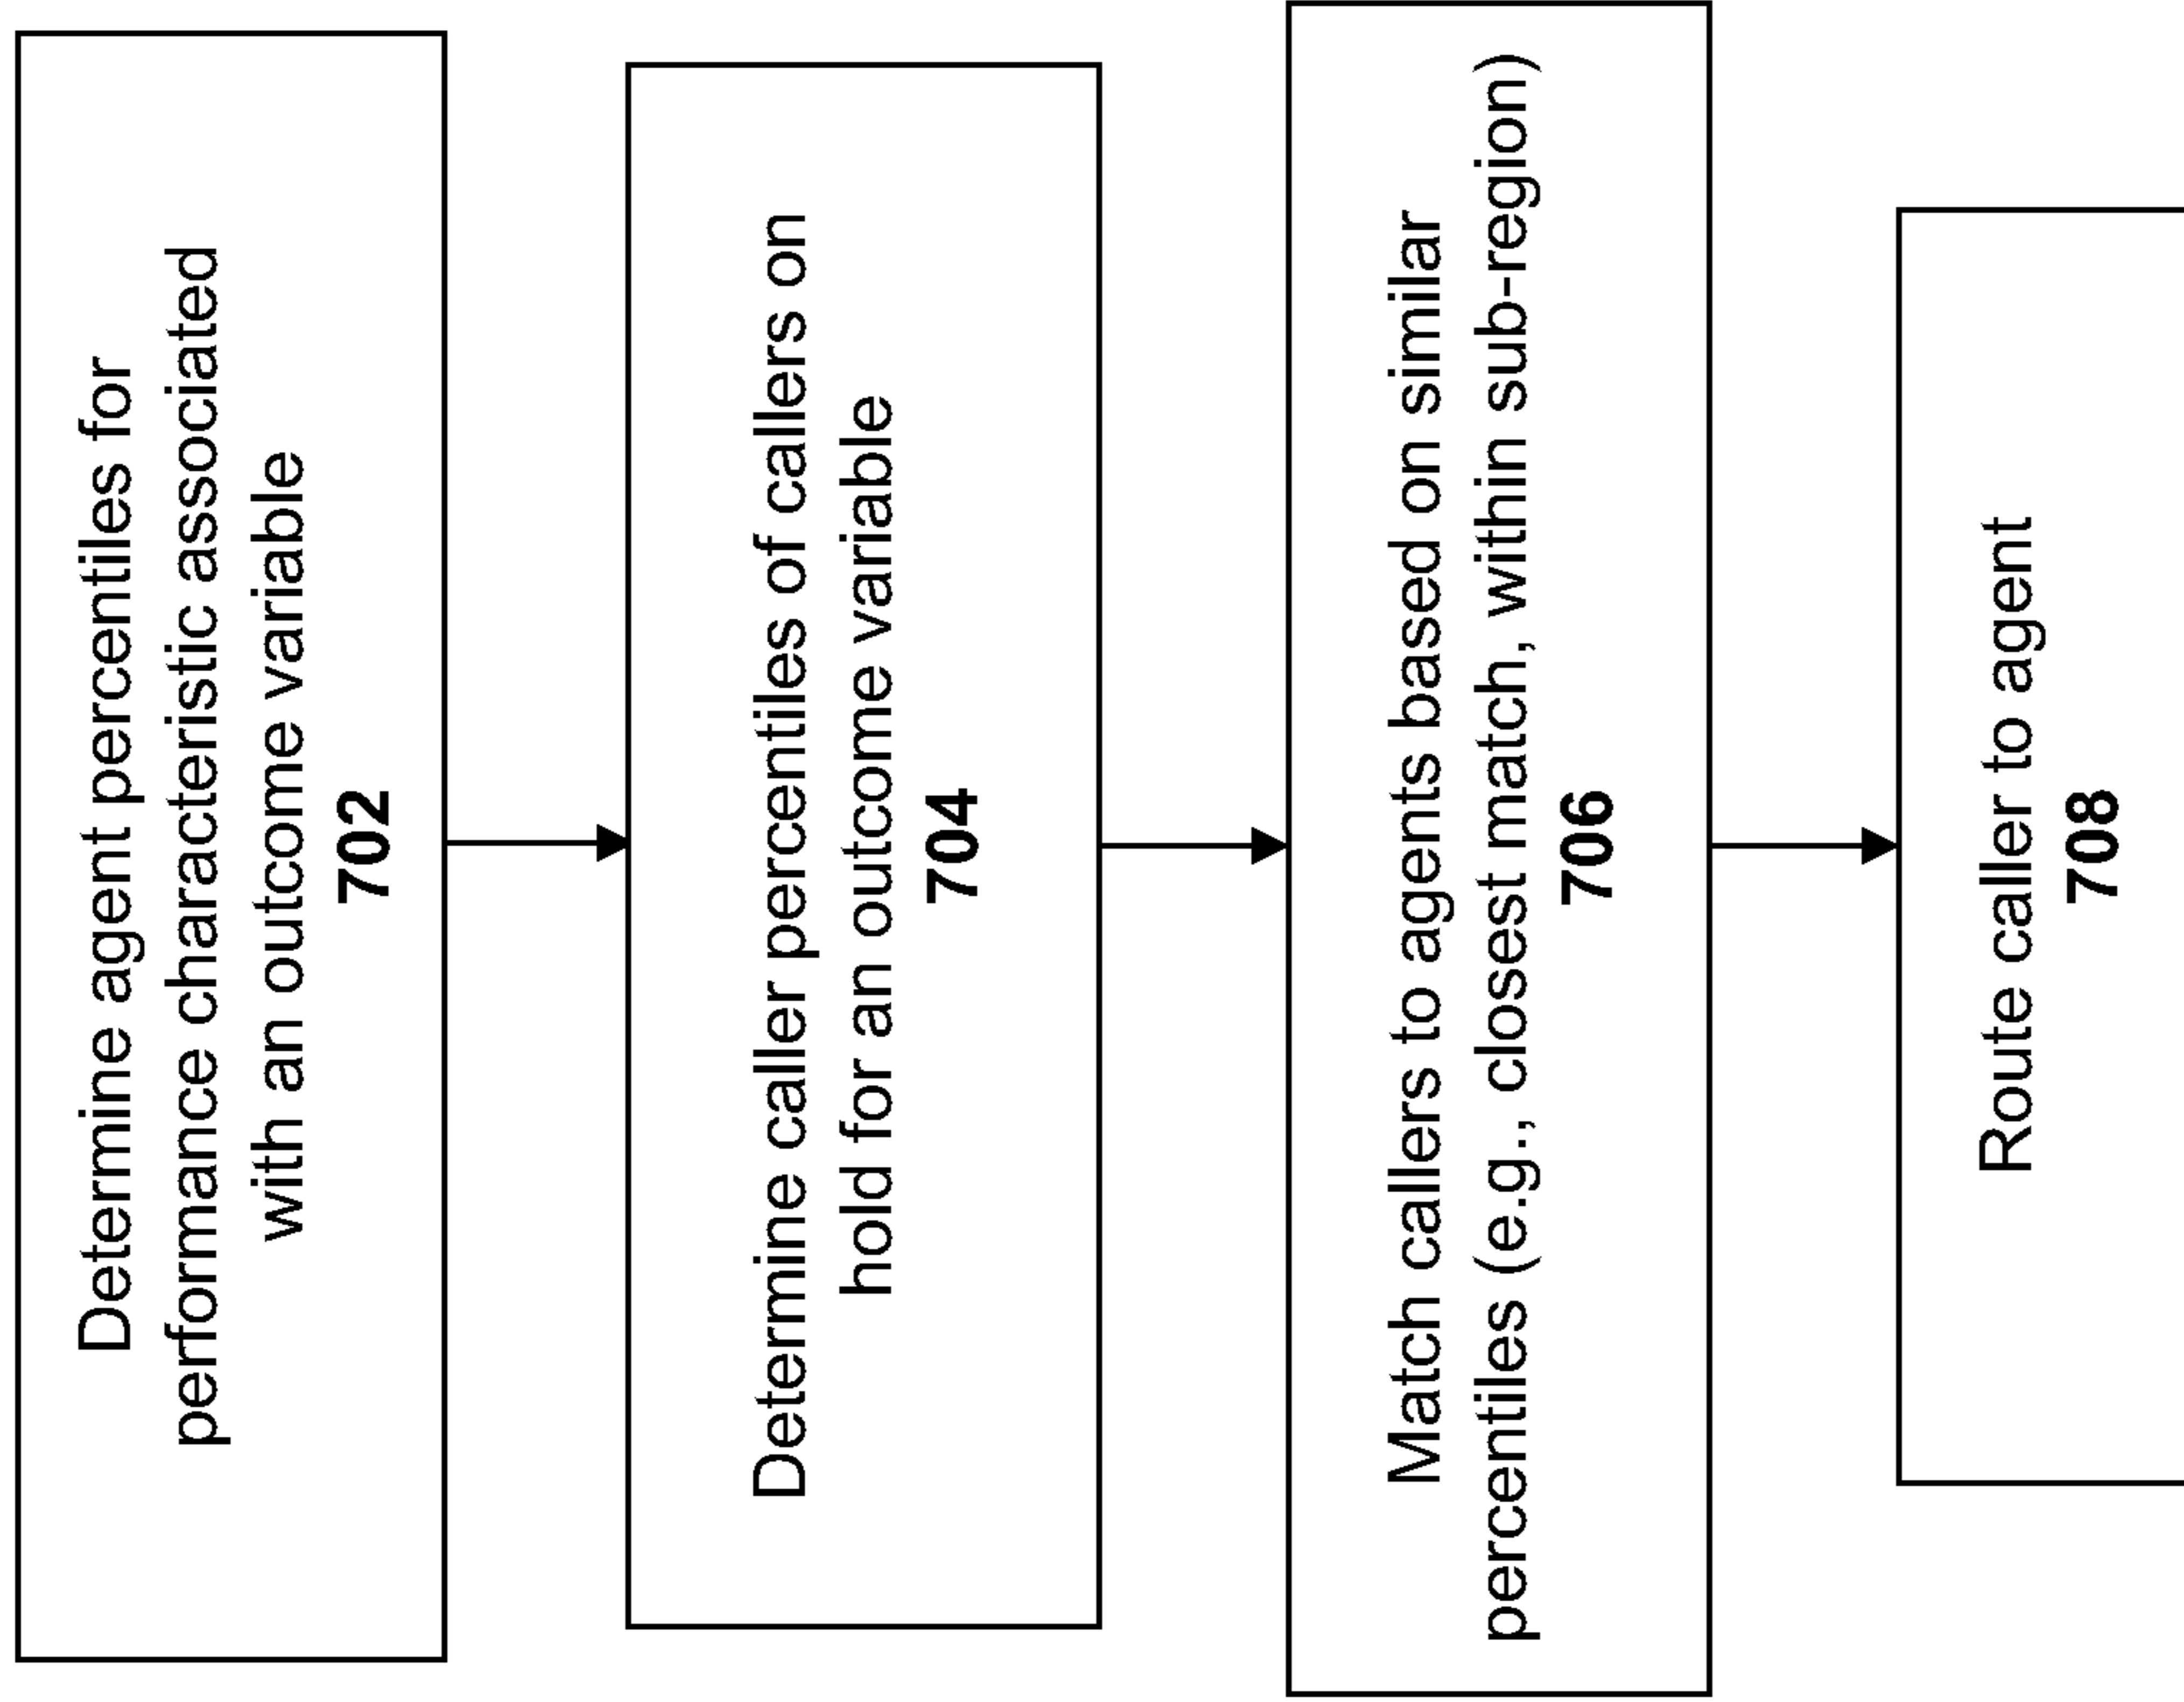 Determine agent percentiles for
performance characteristic associated
with an outcome variable
702
Determine caller percentiles of callers on
hold for an outcome variable
704
Match callers to agents based on similar
percentiles (e.g., closest match, within sub-region)
706
Route caller to agent
708